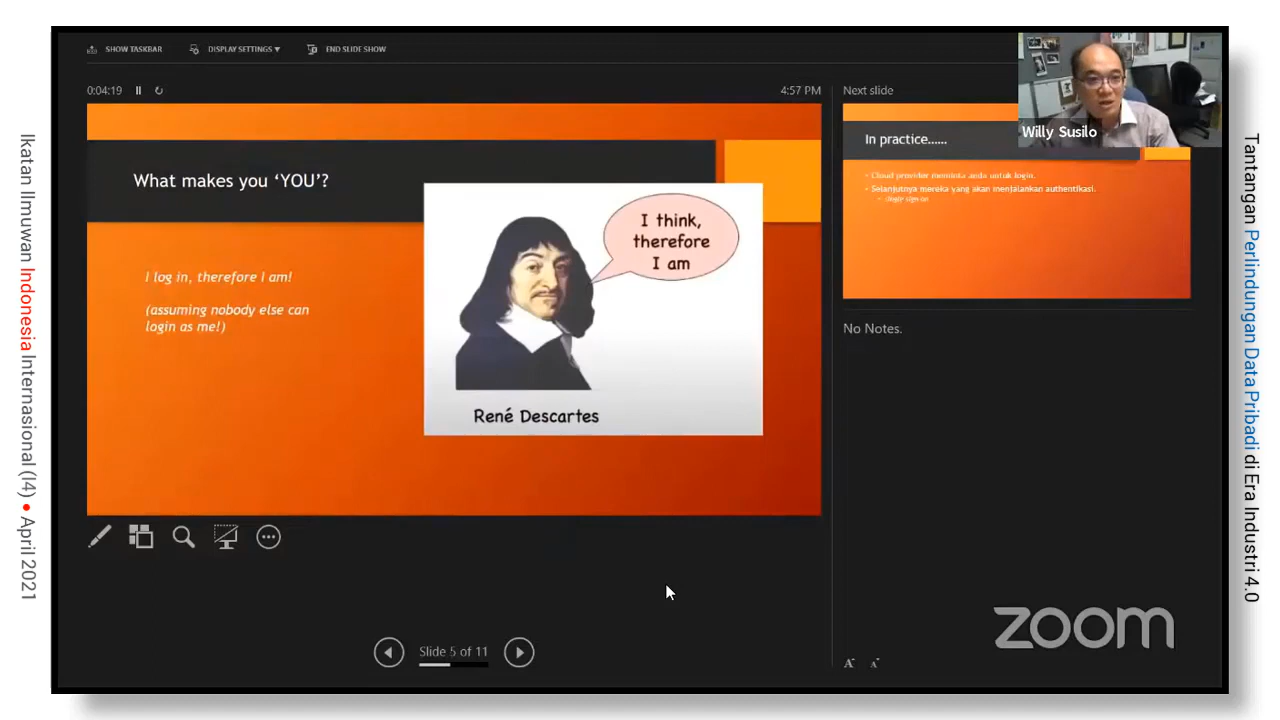 SHOW TASKBAR
DISPLAY SETTINGS
END SLIDE SHOW
0:04:19
4:57 PM
Next slide
What makes you ‘YOU’?
I log in, therefore I am!
(assuming nobody else can
login as me!)
I think,
therefore
I am
René Descartes
In practice......
Cloud provider meminta anda untuk login.
Selanjutnya mereka yang akan menjalankan authentikasi.
Single sign on
Willy Susilo
No Notes.
Slide 5 of 11
zoom
A A
Ikatan Ilmuwan Indonesia Internasional (I4) • April 2021
Tantangan Perlindungan Data Pribadi di Era Industri 4.0